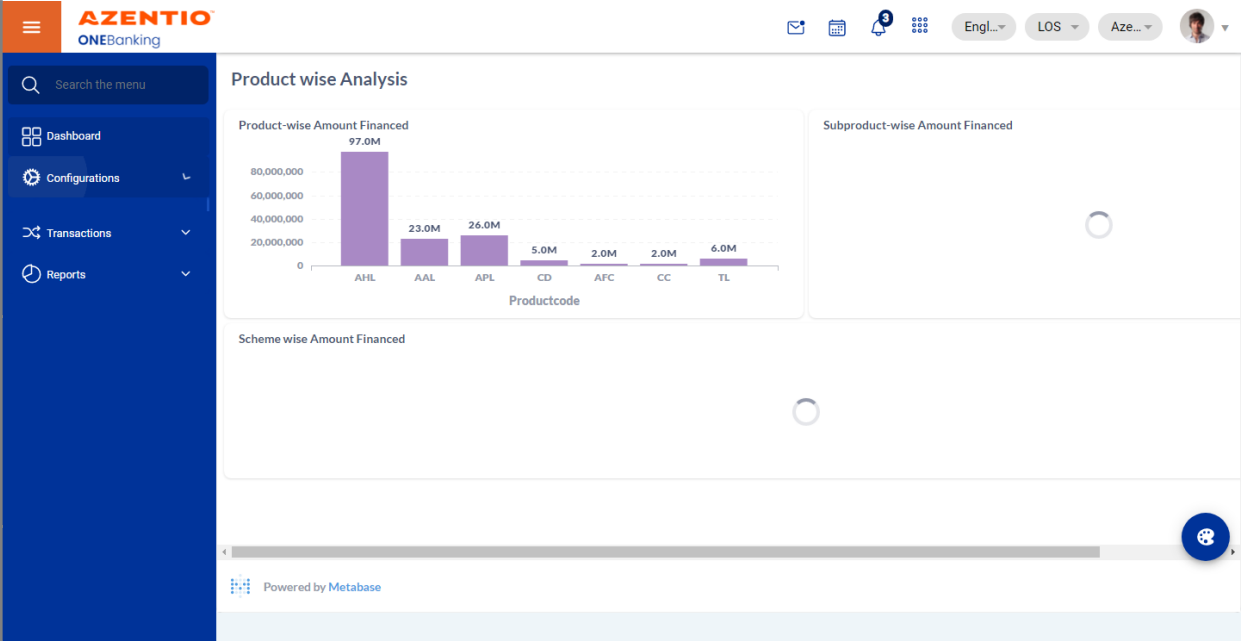 AZENTIO™
ONEBanking
3
Engl...
LOS
Aze...
Search the menu
Dashboard
Configurations
Transactions
Reports
Product wise Analysis
Product-wise Amount Financed
97.0M
80,000,000
60,000,000
40,000,000
20,000,000
0
23.0M
26.0M
5.0M
2.0M
2.0M
6.0M
AHL
AAL
APL
CD
AFC
CC
TL
Productcode
Subproduct-wise Amount Financed
Scheme wise Amount Financed
Powered by Metabase